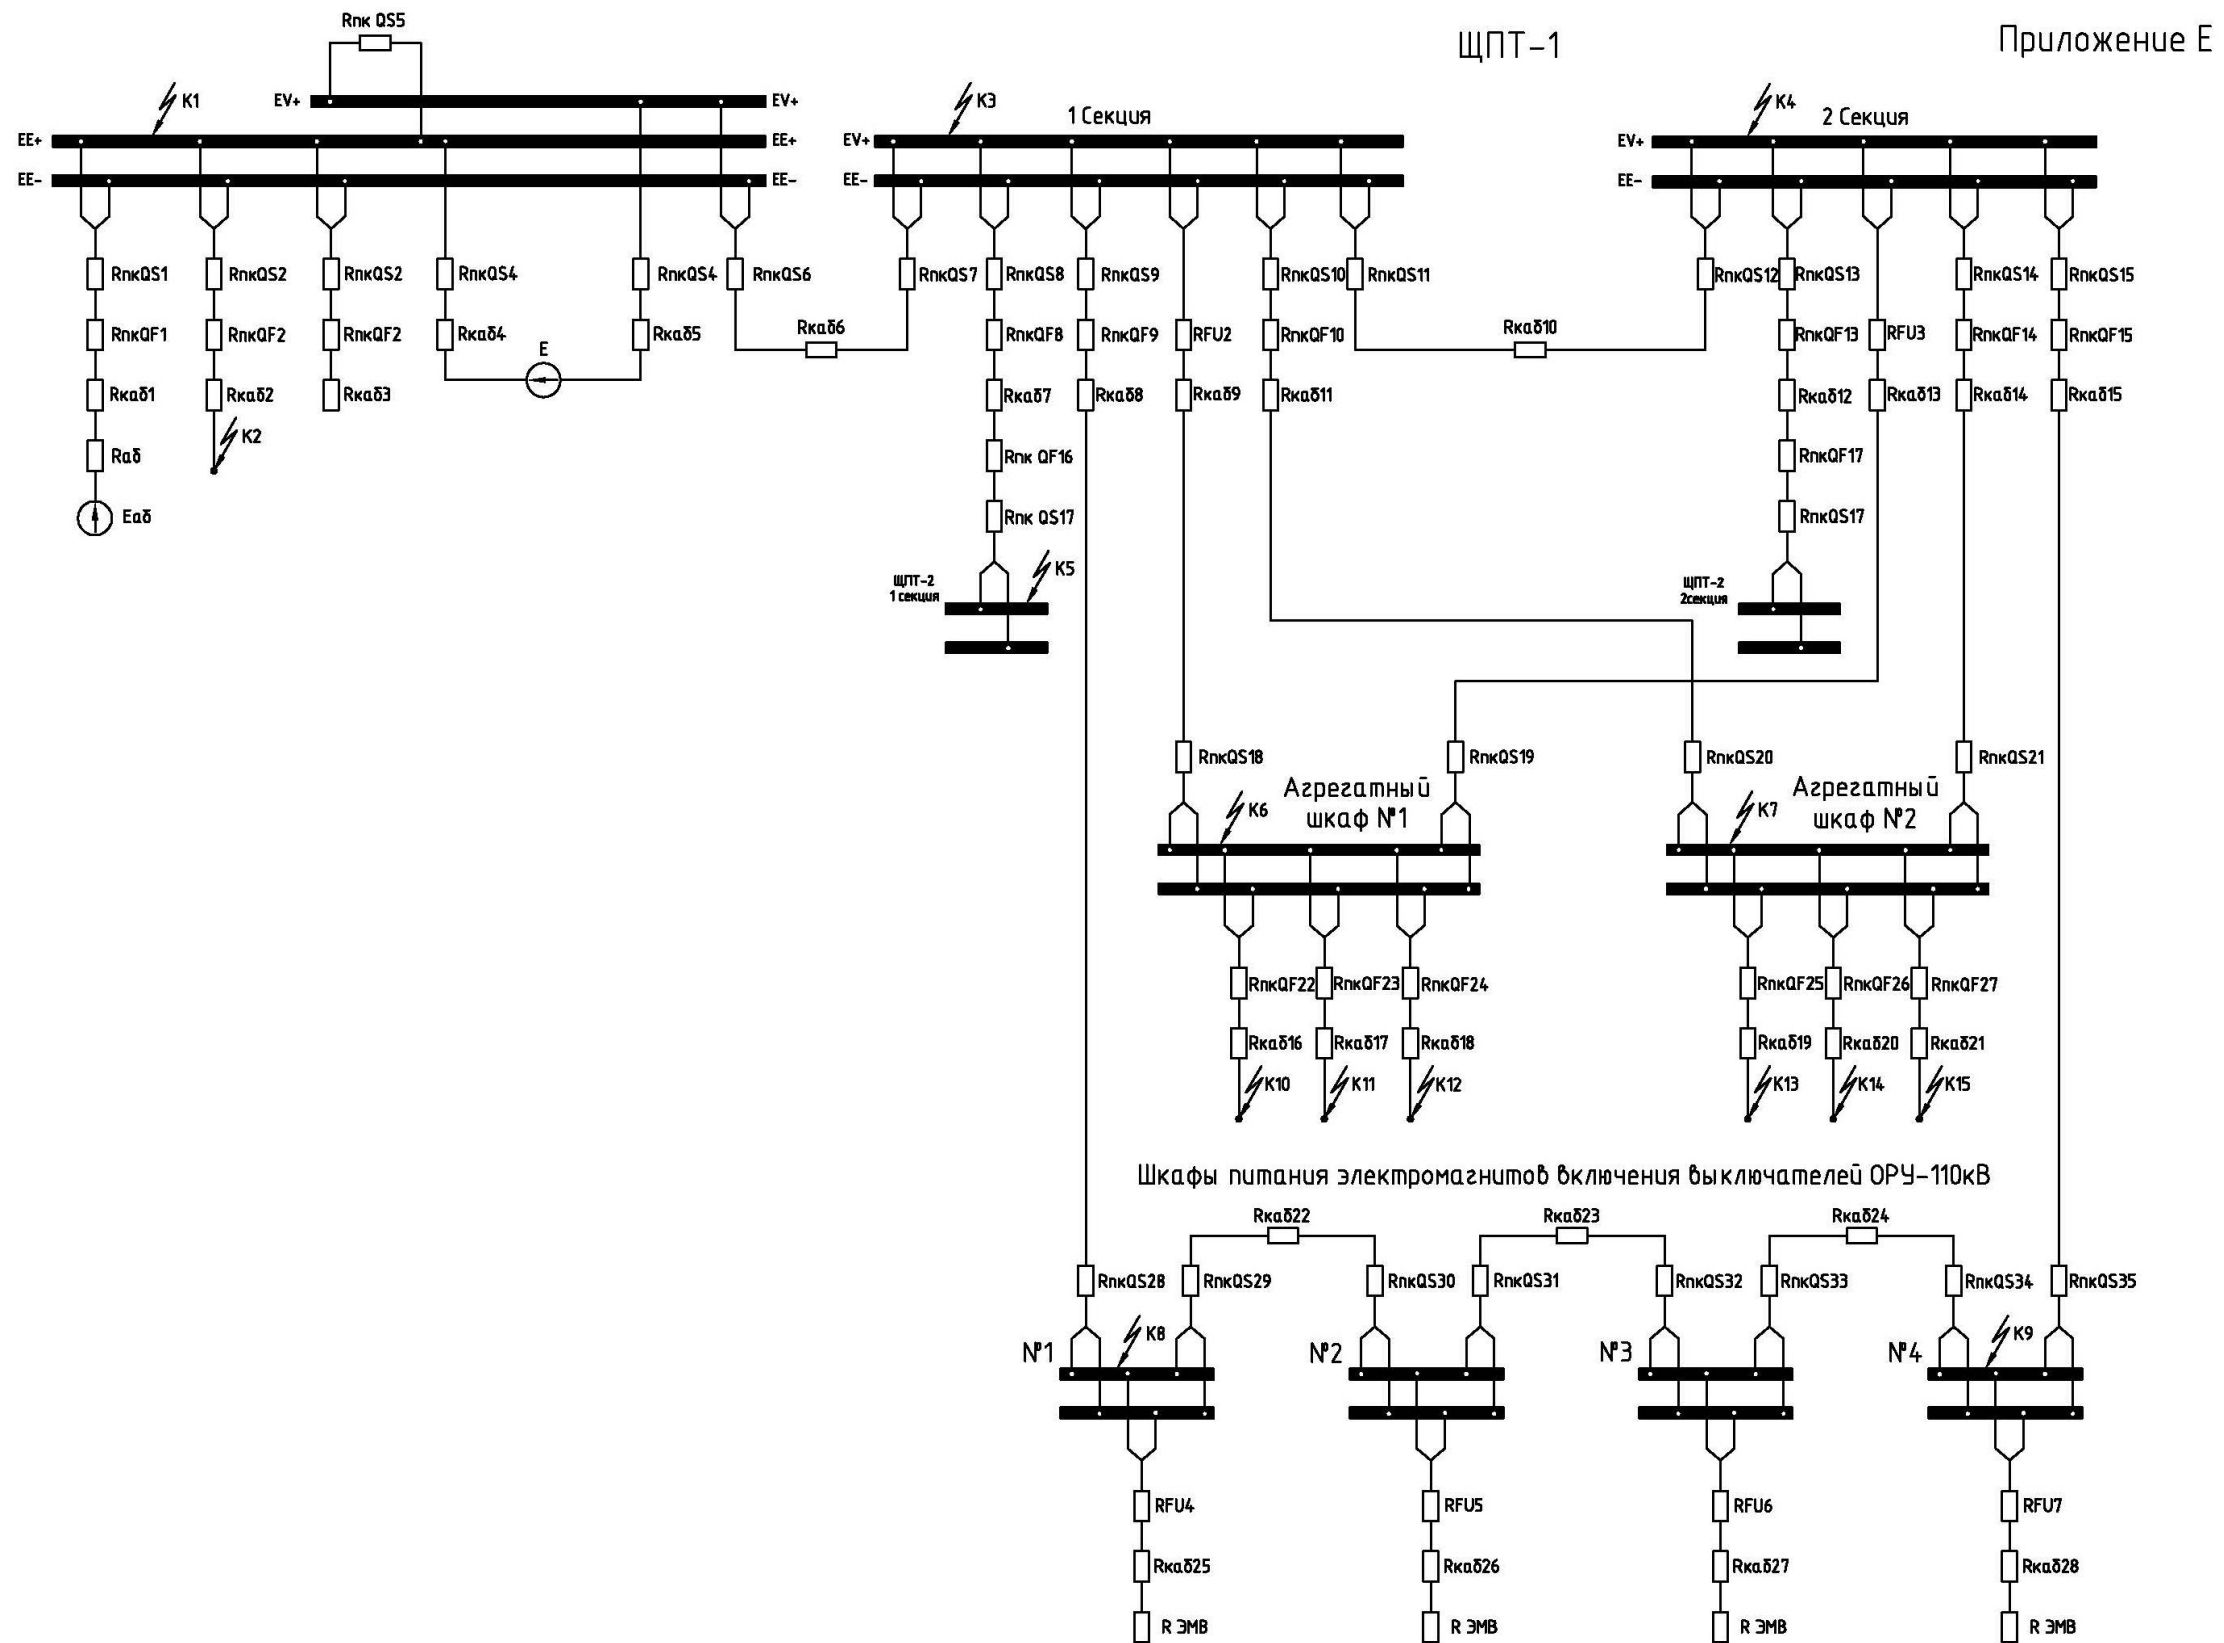 Rпк QS5
ЩПТ-1
Приложение Е
K1
EV+
EV+
K3
1 Секция
K4
2 Секция
EE+
EE+
EV+
EV+
EE-
EE-
EE-
EE-
RпкQS1
RпкQS2
RпкQS2
RпкQS4
RпкQS4
RпкQS6
RпкQS7
RпкQS8
RпкQS9
RпкQS10
RпкQS11
RпкQS12
RпкQS13
RпкQS14
RпкQS15
RпкQF1
RпкQF2
RпкQF2
Rкаб4
Rкаб5
Rкаб6
RпкQF8
RпкQF9
RFU2
RпкQF10
Rкаб10
RпкQF13
RFU3
RпкQF14
RпкQF15
E
Rкаб1
Rкаб2
Rкаб3
Rкаб7
Rкаб8
Rкаб9
Rкаб11
Rкаб12
Rкаб13
Rкаб14
Rкаб15
K2
Rаб
Rпк QF16
RпкQF17
Eаб
Rпк QS17
RпкQS17
K5
ЩПТ-2
1 секция
ЩПТ-2
2секция
RпкQS18
RпкQS19
RпкQS20
RпкQS21
K6
Агрегатный
шкаф №1
K7
Агрегатный
шкаф №2
RпкQF22
RпкQF23
RпкQF24
RпкQF25
RпкQF26
RпкQF27
Rкаб16
Rкаб17
Rкаб18
Rкаб19
Rкаб20
Rкаб21
K10
K11
K12
K13
K14
K15
Шкафы питания электромагнитов включения выключателей ОРУ-110кВ
Rкаб22
Rкаб23
Rкаб24
RпкQS28
RпкQS29
RпкQS30
RпкQS31
RпкQS32
RпкQS33
RпкQS34
RпкQS35
№1
K8
№2
№3
№4
K9
RFU4
RFU5
RFU6
RFU7
Rкаб25
Rкаб26
Rкаб27
Rкаб28
R ЭМВ
R ЭМВ
R ЭМВ
R ЭМВ